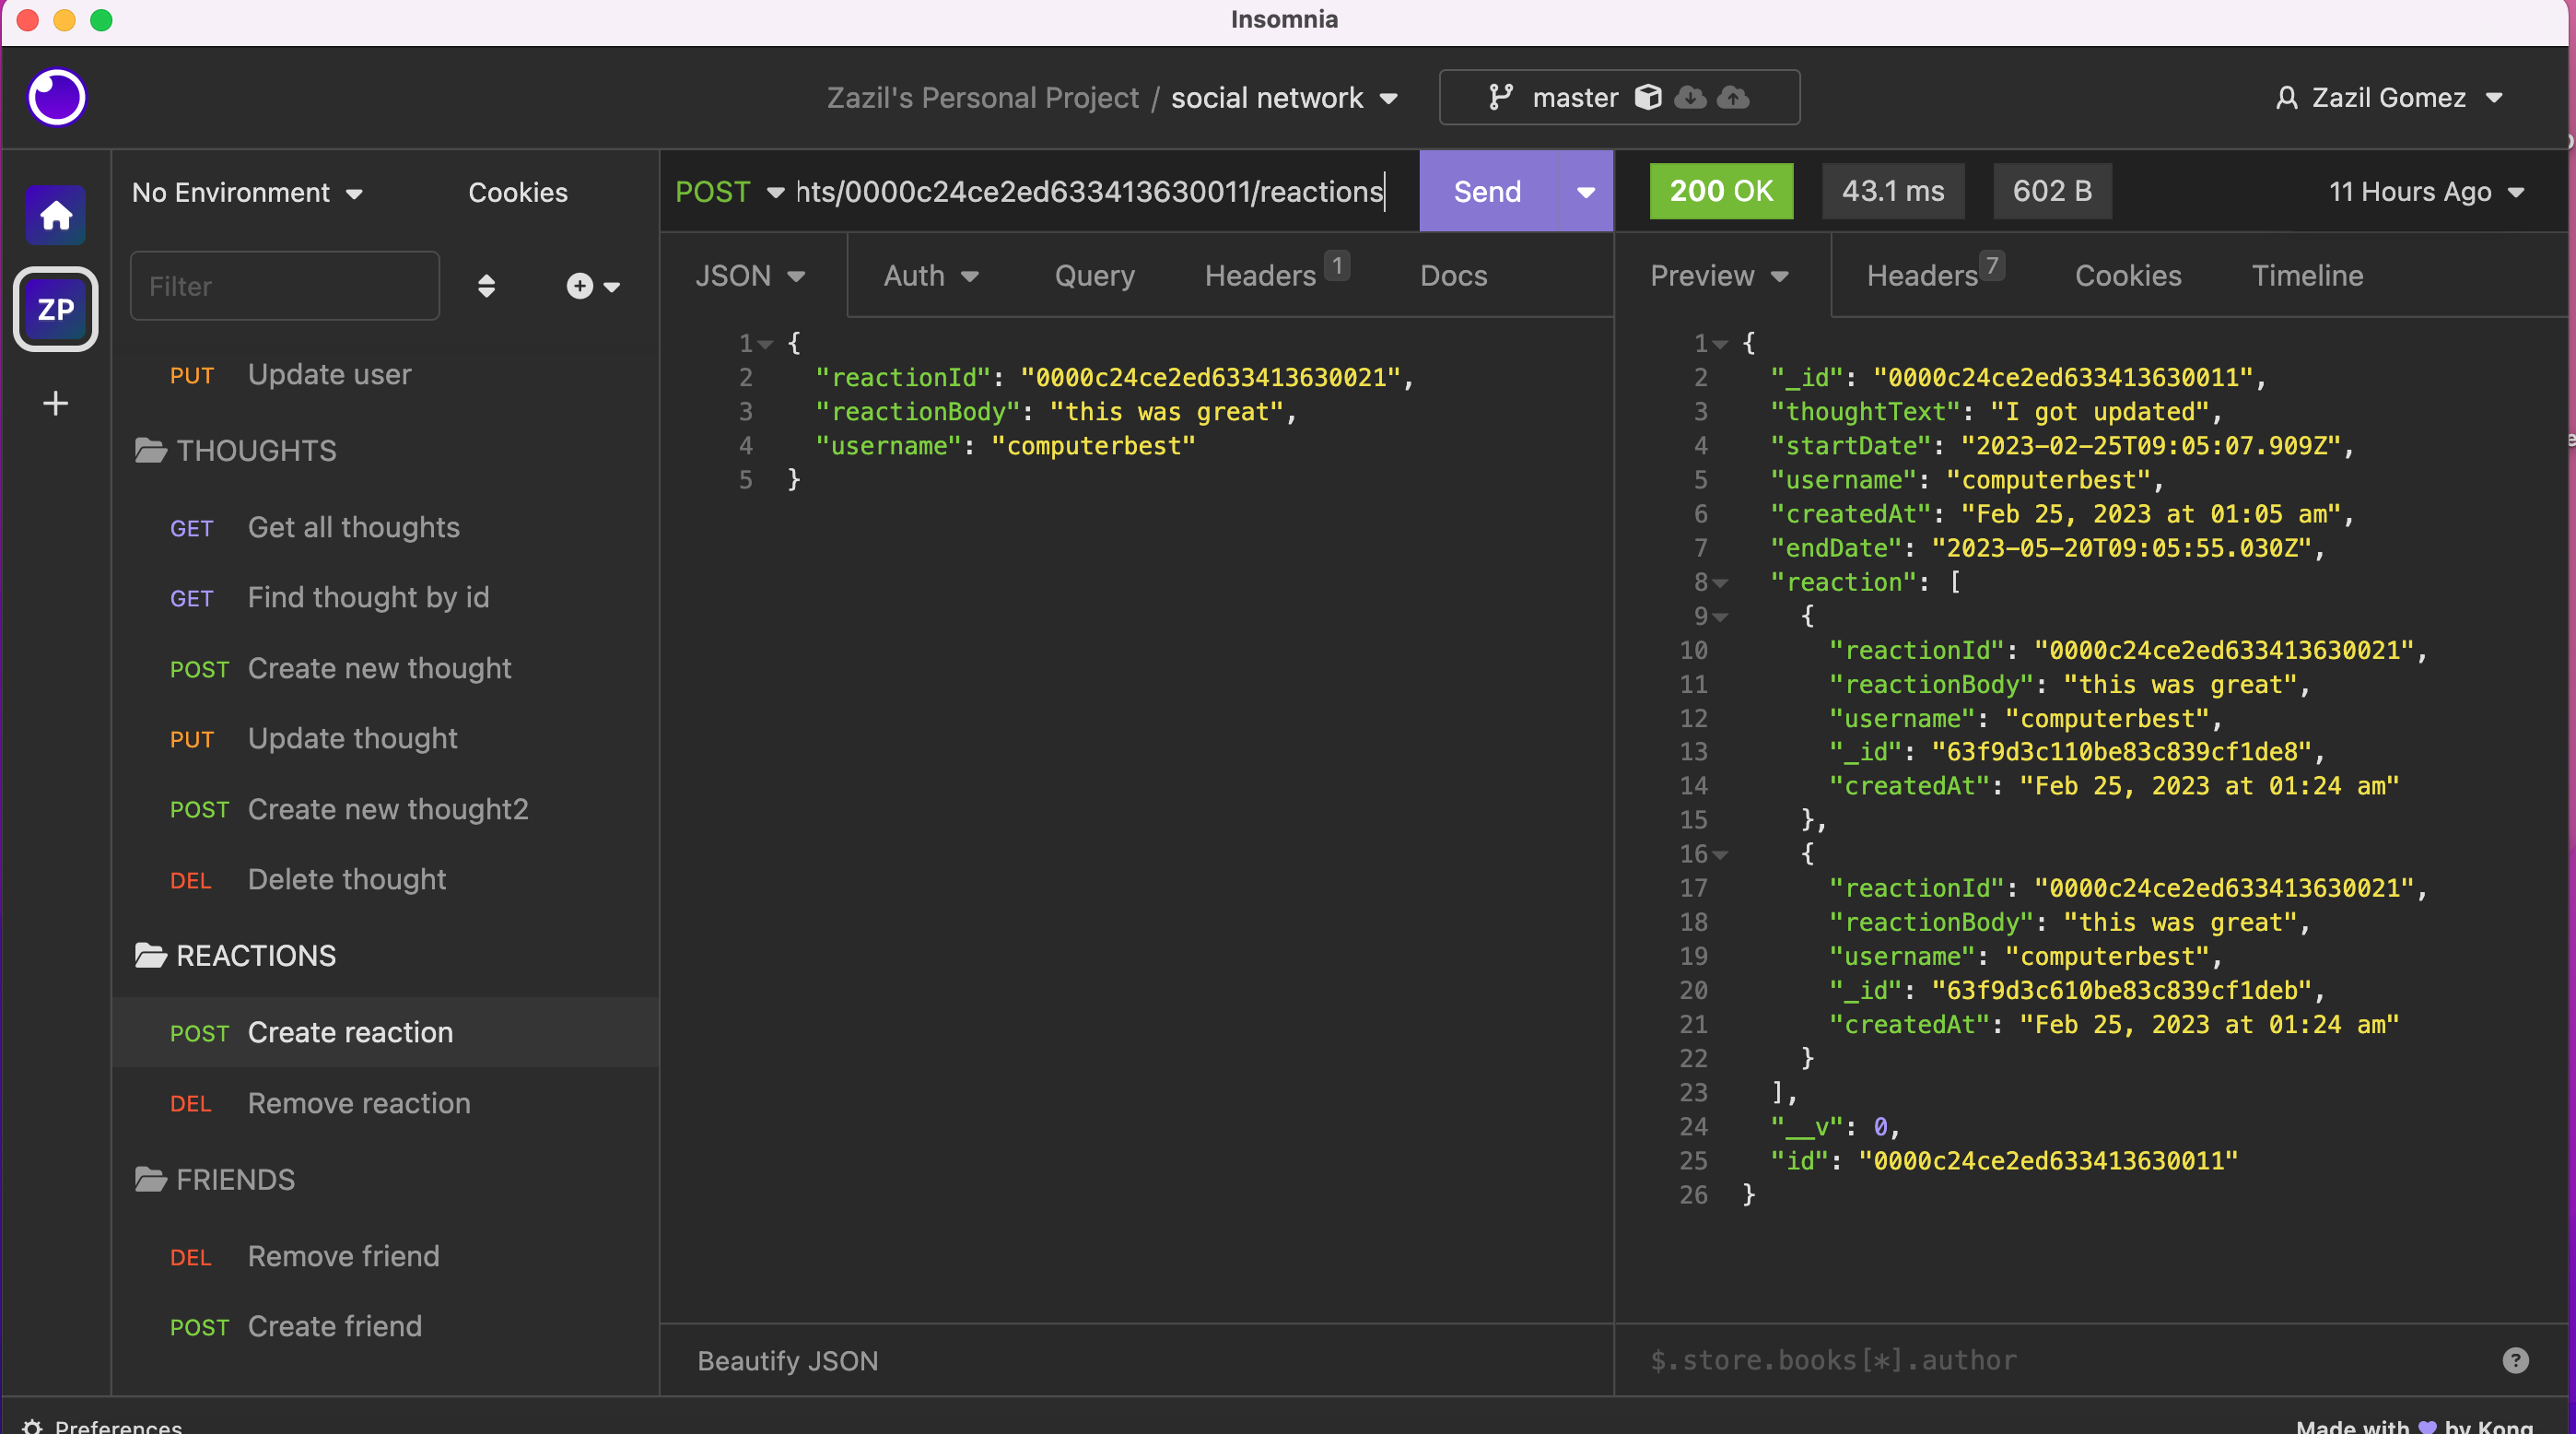 Insomnia
Zazil's Personal Project / social network
master
Zazil Gomez
ZP
No Environment
Cookies
Filter
PUT Update user
THOUGHTS
GET Get all thoughts
GET Find thought by id
POST Create new thought
PUT Update thought
POST Create new thought2
DEL Delete thought
REACTIONS
POST Create reaction
DEL Remove reaction
FRIENDS
DEL Remove friend
POST Create friend
POST hts/0000c24ce2ed633413630011/reactions
Send
JSON Auth Query Headers 1 Docs
1 {
2 "reactionId": "0000c24ce2ed633413630021",
3 "reactionBody": "this was great",
4 "username": "computerbest"
5 }
Beautify JSON
200 OK 43.1 ms 602 B 11 Hours Ago
Preview Headers 7 Cookies Timeline
1 {
2 "_id": "0000c24ce2ed633413630011",
3 "thoughtText": "I got updated",
4 "startDate": "2023-02-25T09:05:07.909Z",
5 "username": "computerbest",
6 "createdAt": "Feb 25, 2023 at 01:05 am",
7 "endDate": "2023-05-20T09:05:55.030Z",
8 "reaction": [
9 {
10 "reactionId": "0000c24ce2ed633413630021",
11 "reactionBody": "this was great",
12 "username": "computerbest",
13 "_id": "63f9d3c110be83c839cf1de8",
14 "createdAt": "Feb 25, 2023 at 01:24 am"
15 },
16 {
17 "reactionId": "0000c24ce2ed633413630021",
18 "reactionBody": "this was great",
19 "username": "computerbest",
20 "_id": "63f9d3c610be83c839cf1deb",
21 "createdAt": "Feb 25, 2023 at 01:24 am"
22 }
23 ],
24 "__v": 0,
25 "id": "0000c24ce2ed633413630011"
26 }
$.store.books[*].author
Preferences
Made with 💜 by Kong